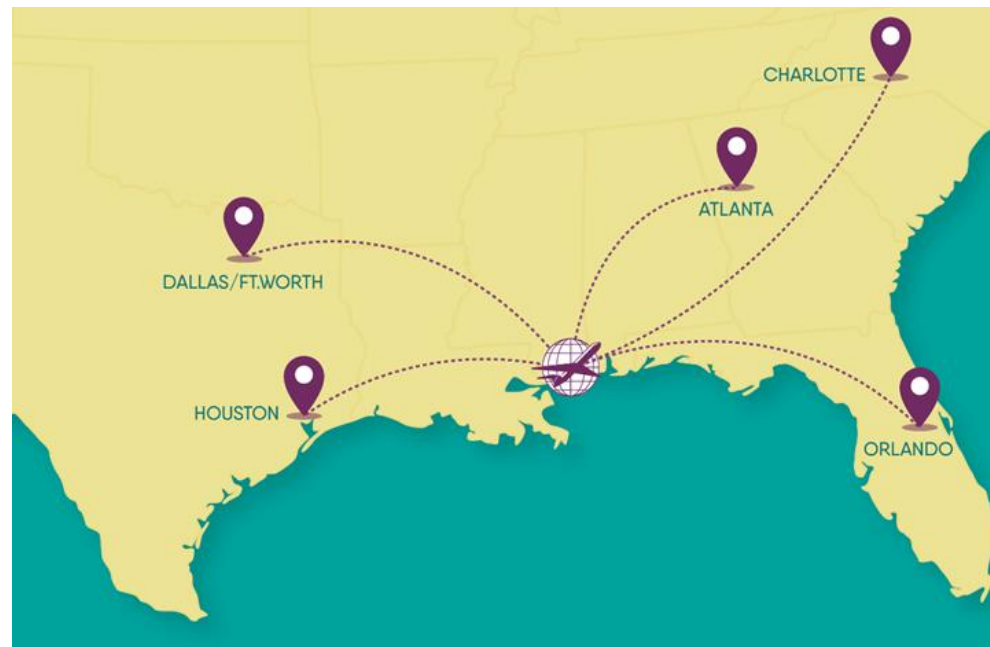 CHARLOTTE
ATLANTA
DALLAS/FT.WORTH
HOUSTON
ORLANDO